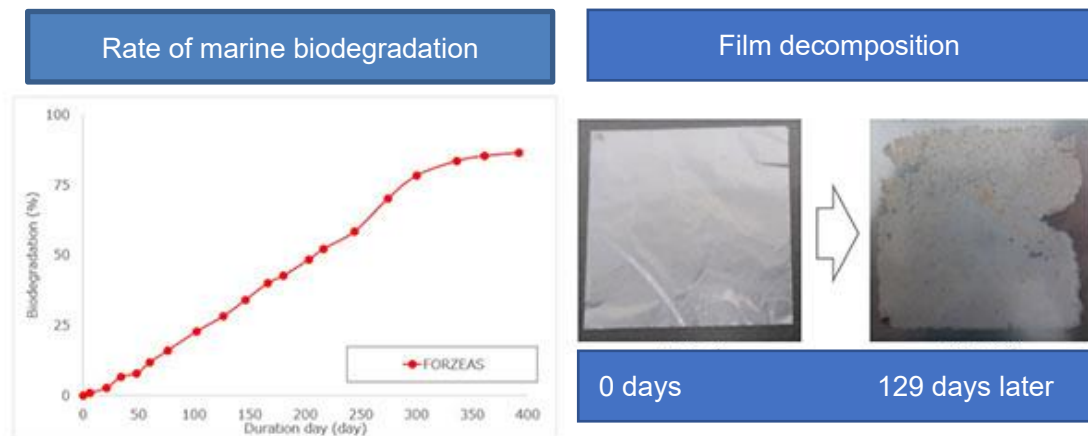 Rate of marine biodegradation
Film decomposition
100
75
50
25
0
Biodegradation (%)
FORZEAS
0 50 100 150 200 250 300 350 400
Duration day (day)
0 days
129 days later